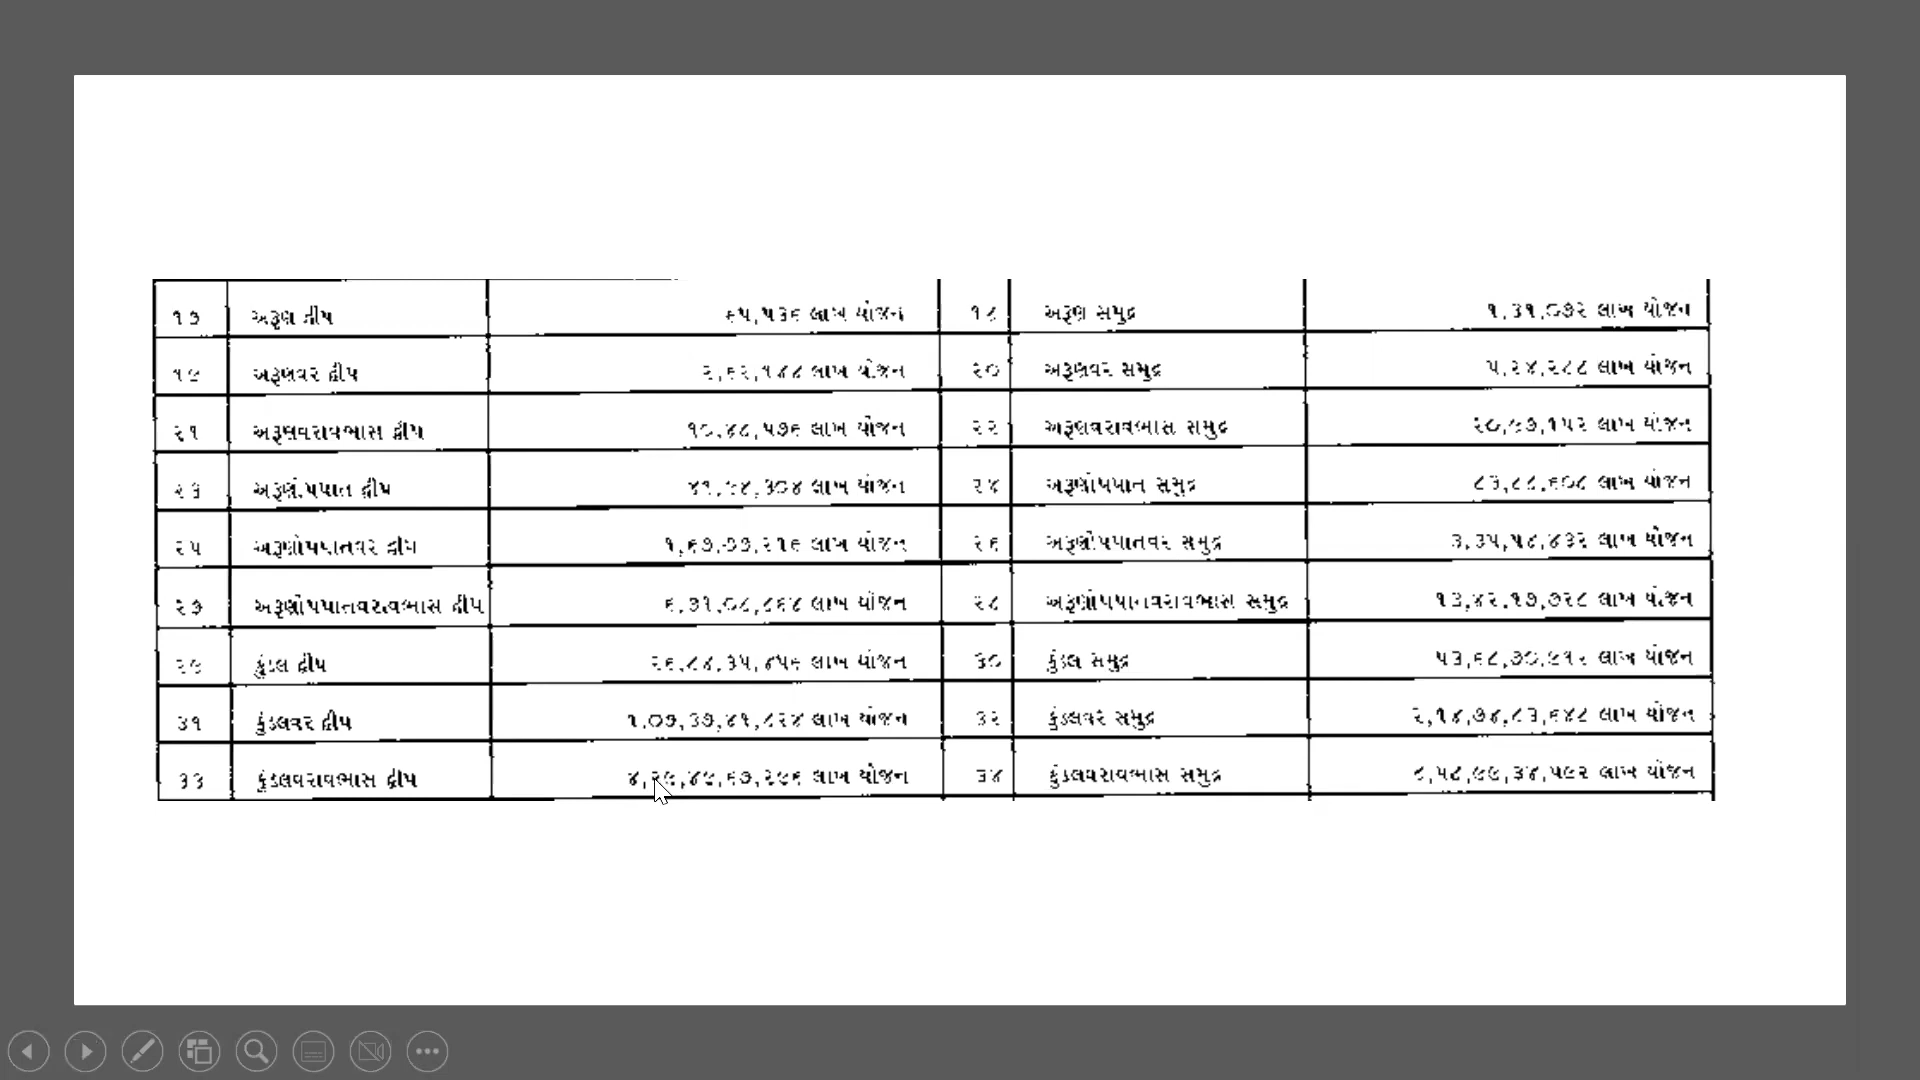 ૧૭ અરૂણ દ્વીપ ૬૫,૫૩૬ લાખ યોજન ૧૮ અરૂણ સમુદ્ર ૧,૩૧,૦૭૨ લાખ યોજન
૧૯ અરૂણવર દ્વીપ ૨,૬૨,૧૪૪ લાખ યોજન ૨૦ અરૂણવર સમુદ્ર ૫,૨૪,૨૮૮ લાખ યોજન
૨૧ અરૂણવરાવભાસ દ્વીપ ૧૦,૪૮,૫૭૬ લાખ યોજન ૨૨ અરૂણવરાવભાસ સમુદ્ર ૨૦,૯૭,૧૫૨ લાખ યોજન
૨૩ અરૂણોપપાત દ્વીપ ૪૧,૯૪,૩૦૪ લાખ યોજન ૨૪ અરૂણોપપાત સમુદ્ર ૮૩,૮૮,૬૦૮ લાખ યોજન
૨૫ અરૂણોપપાતવર દ્વીપ ૧,૬૭,૭૭,૨૧૬ લાખ યોજન ૨૬ અરૂણોપપાતવર સમુદ્ર ૩,૩૫,૫૪,૪૩૨ લાખ યોજન
૨૭ અરૂણોપપાતવરાવભાસ દ્વીપ ૬,૭૧,૦૮,૮૬૪ લાખ યોજન ૨૮ અરૂણોપપાતવરાવભાસ સમુદ્ર ૧૩,૪૨,૧૭,૭૨૮ લાખ યોજન
૨૯ કુંડલ દ્વીપ ૨૬,૮૪,૩૫,૪૫૬ લાખ યોજન ૩૦ કુંડલ સમુદ્ર ૫૩,૬૮,૭૦,૯૧૨ લાખ યોજન
૩૧ કુંડલવર દ્વીપ ૧,૦૭,૩૭,૪૧,૮૨૪ લાખ યોજન ૩૨ કુંડલવર સમુદ્ર ૨,૧૪,૭૪,૮૩,૬૪૮ લાખ યોજન
૩૩ કુંડલવરાવભાસ દ્વીપ ૪,૨૯,૪૯,૬૭,૨૯૬ લાખ યોજન ૩૪ કુંડલવરાવભાસ સમુદ્ર ૮,૫૮,૯૯,૩૪,૫૯૨ લાખ યોજન